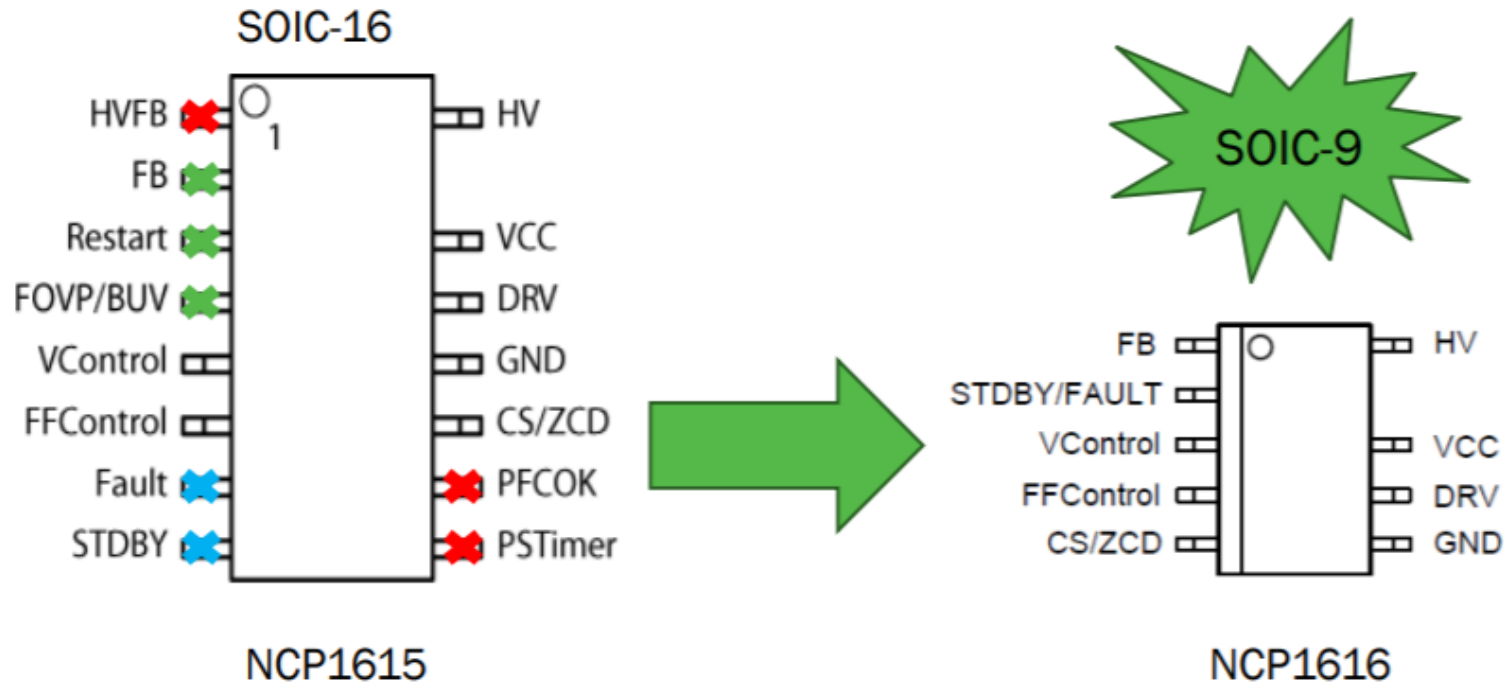 SOIC-16
HVFB
FB
Restart
FOVP/BUV
VControl
FFControl
Fault
STDBY
1
HV
VCC
DRV
GND
CS/ZCD
PFCOK
PSTimer
NCP1615
SOIC-9
FB
STDBY/FAULT
VControl
FFControl
CS/ZCD
HV
VCC
DRV
GND
NCP1616